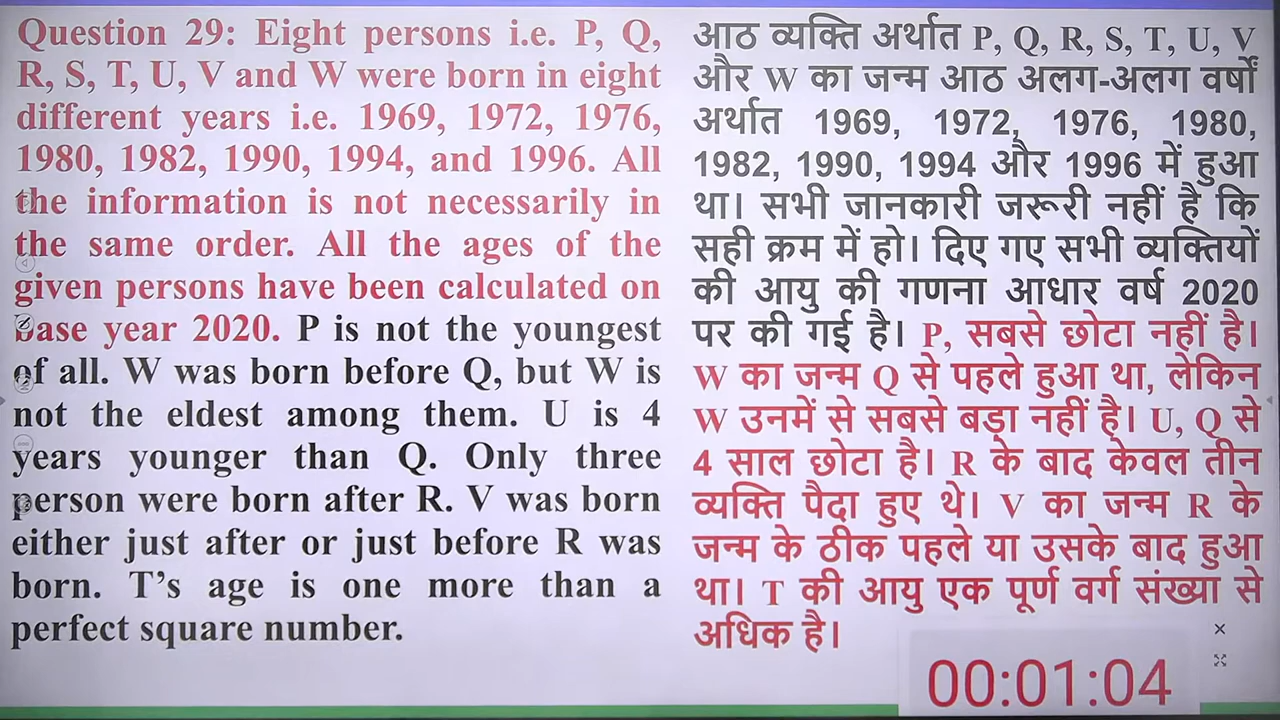 Question 29: Eight persons i.e. P, Q,
R, S, T, U, V and W were born in eight
different years i.e. 1969, 1972, 1976,
1980, 1982, 1990, 1994, and 1996. All
the information is not necessarily in
the same order. All the ages of the
given persons have been calculated on
base year 2020. P is not the youngest
of all. W was born before Q, but W is
not the eldest among them. U is 4
years younger than Q. Only three
person were born after R. V was born
either just after or just before R was
born. T’s age is one more than a
perfect square number.
आठ व्यक्ति अर्थात P, Q, R, S, T, U, V
और W का जन्म आठ अलग-अलग वर्षों
अर्थात 1969, 1972, 1976, 1980,
1982, 1990, 1994 और 1996 में हुआ
था। सभी जानकारी जरूरी नहीं है कि
सही क्रम में हो। दिए गए सभी व्यक्तियों
की आयु की गणना आधार वर्ष 2020
पर की गई है। P, सबसे छोटा नहीं है।
W का जन्म Q से पहले हुआ था, लेकिन
W उनमें से सबसे बड़ा नहीं है। U, Q से
4 साल छोटा है। R के बाद केवल तीन
व्यक्ति पैदा हुए थे। V का जन्म R के
जन्म के ठीक पहले या उसके बाद हुआ
था। T की आयु एक पूर्ण वर्ग संख्या से
अधिक है।
00:01:04